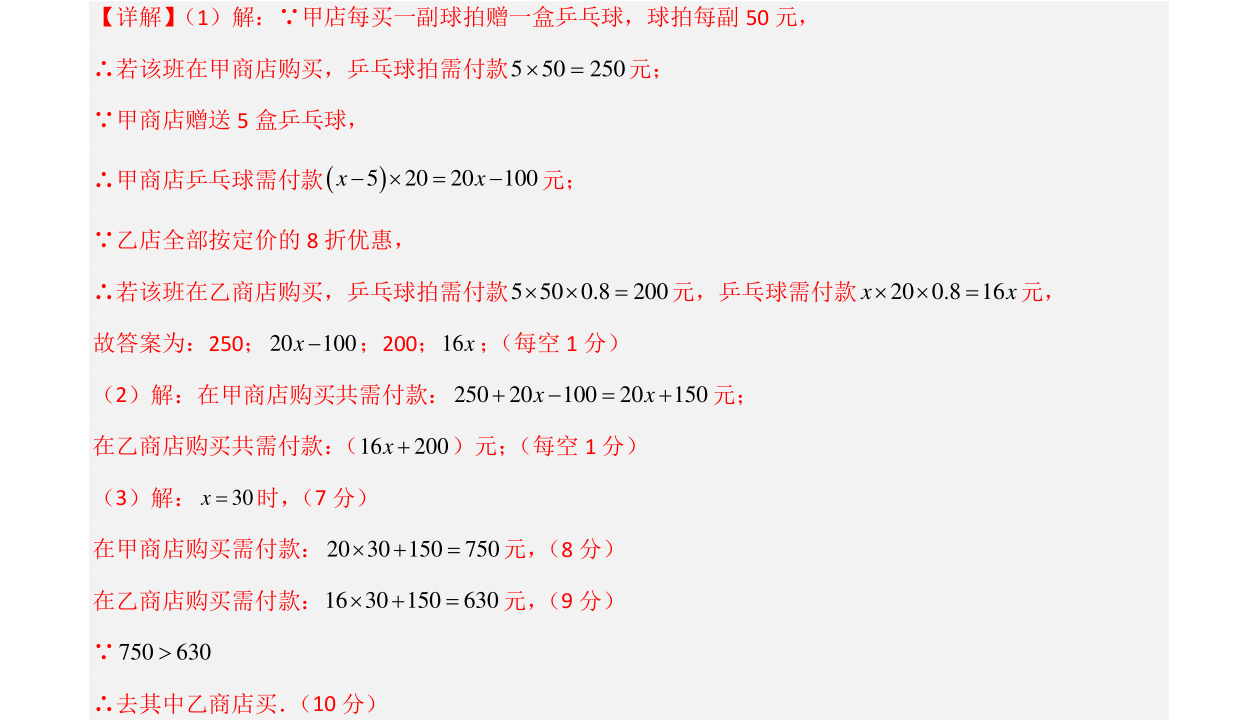 【详解】（1）解：∵甲店每买一副球拍赠一盒乒乓球，球拍每副 50 元，
∴若该班在甲商店购买，乒乓球拍需付款5×50=250元；
∵甲商店赠送 5 盒乒乓球，
∴甲商店乒乓球需付款(x−5)×20=20x−100元；
∵乙店全部按定价的 8 折优惠，
∴若该班在乙商店购买，乒乓球拍需付款5×50×0.8=200元，乒乓球需付款x×20×0.8=16x元，
故答案为：250；20x−100；200；16x；（每空 1 分）
（2）解：在甲商店购买共需付款：250+20x−100=20x+150元；
在乙商店购买共需付款：（16x+200）元；（每空 1 分）
（3）解：x=30时，（7 分）
在甲商店购买需付款：20×30+150=750元，（8 分）
在乙商店购买需付款：16×30+150=630元，（9 分）
∵750>630
∴去其中乙商店买．（10 分）